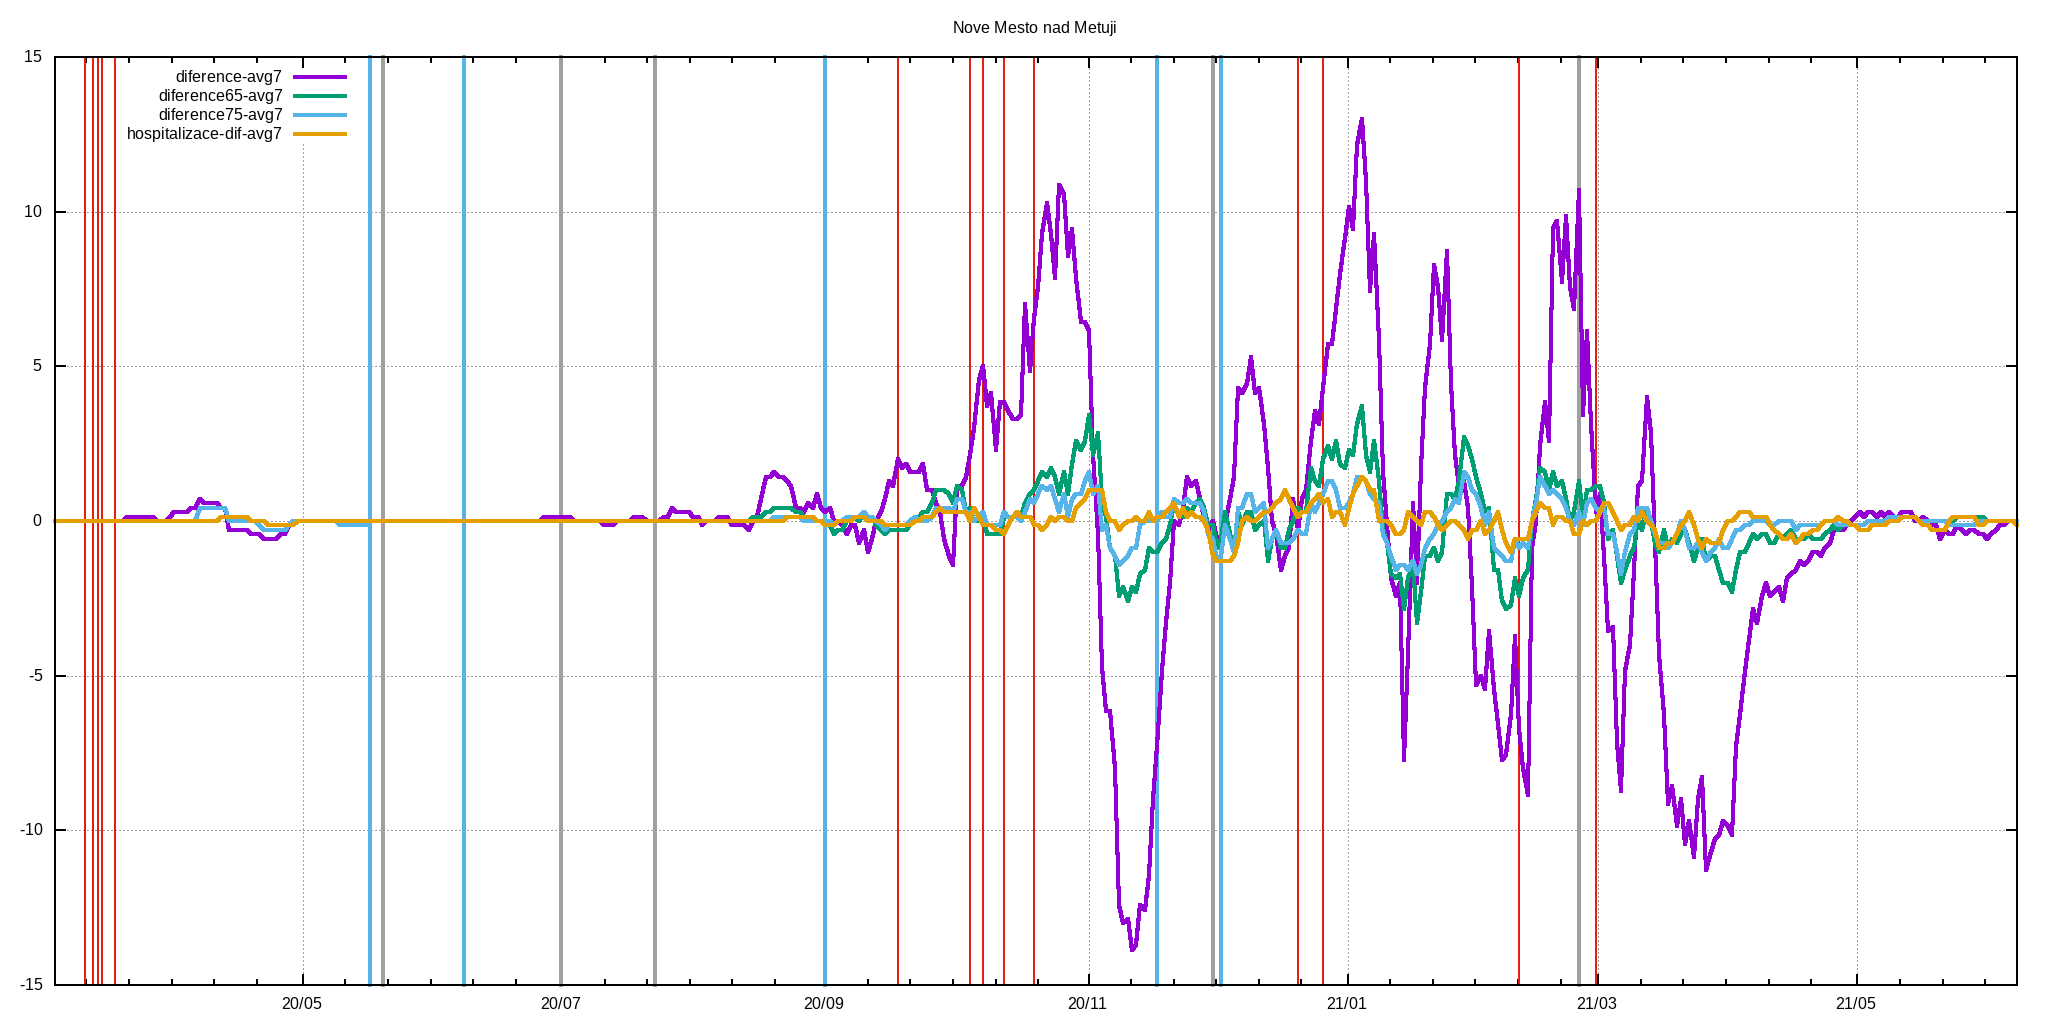 Nove Mesto nad Metuji
15
10
5
0
-5
-10
-15
diference-avg7
diference65-avg7
diference75-avg7
hospitalizace-dif-avg7
20/05
20/07
20/09
20/11
21/01
21/03
21/05